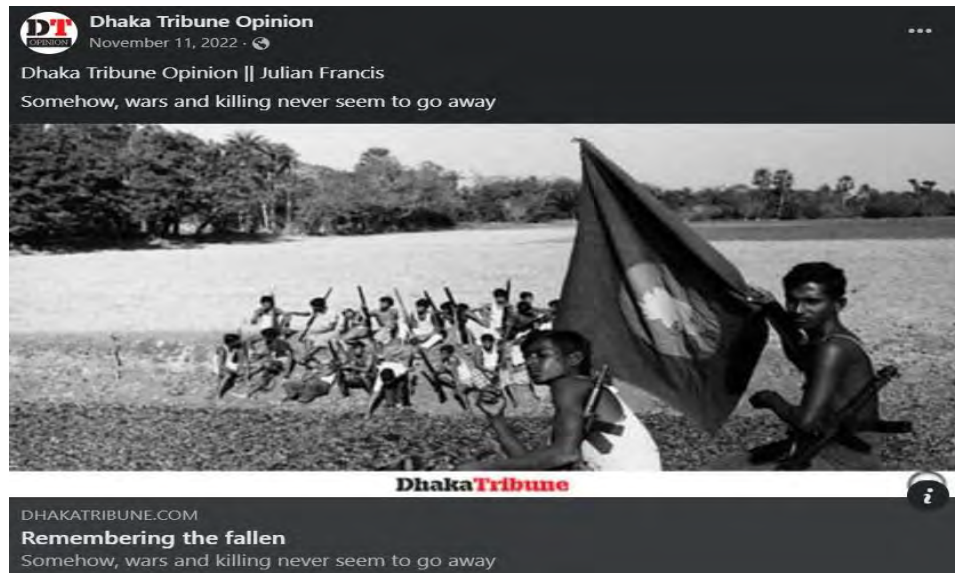 DT
OPINION
Dhaka Tribune Opinion
November 11, 2022 ·
Dhaka Tribune Opinion || Julian Francis
Somehow, wars and killing never seem to go away
DhakaTribune
i
DHAKATRIBUNE.COM
Remembering the fallen
Somehow, wars and killing never seem to go away